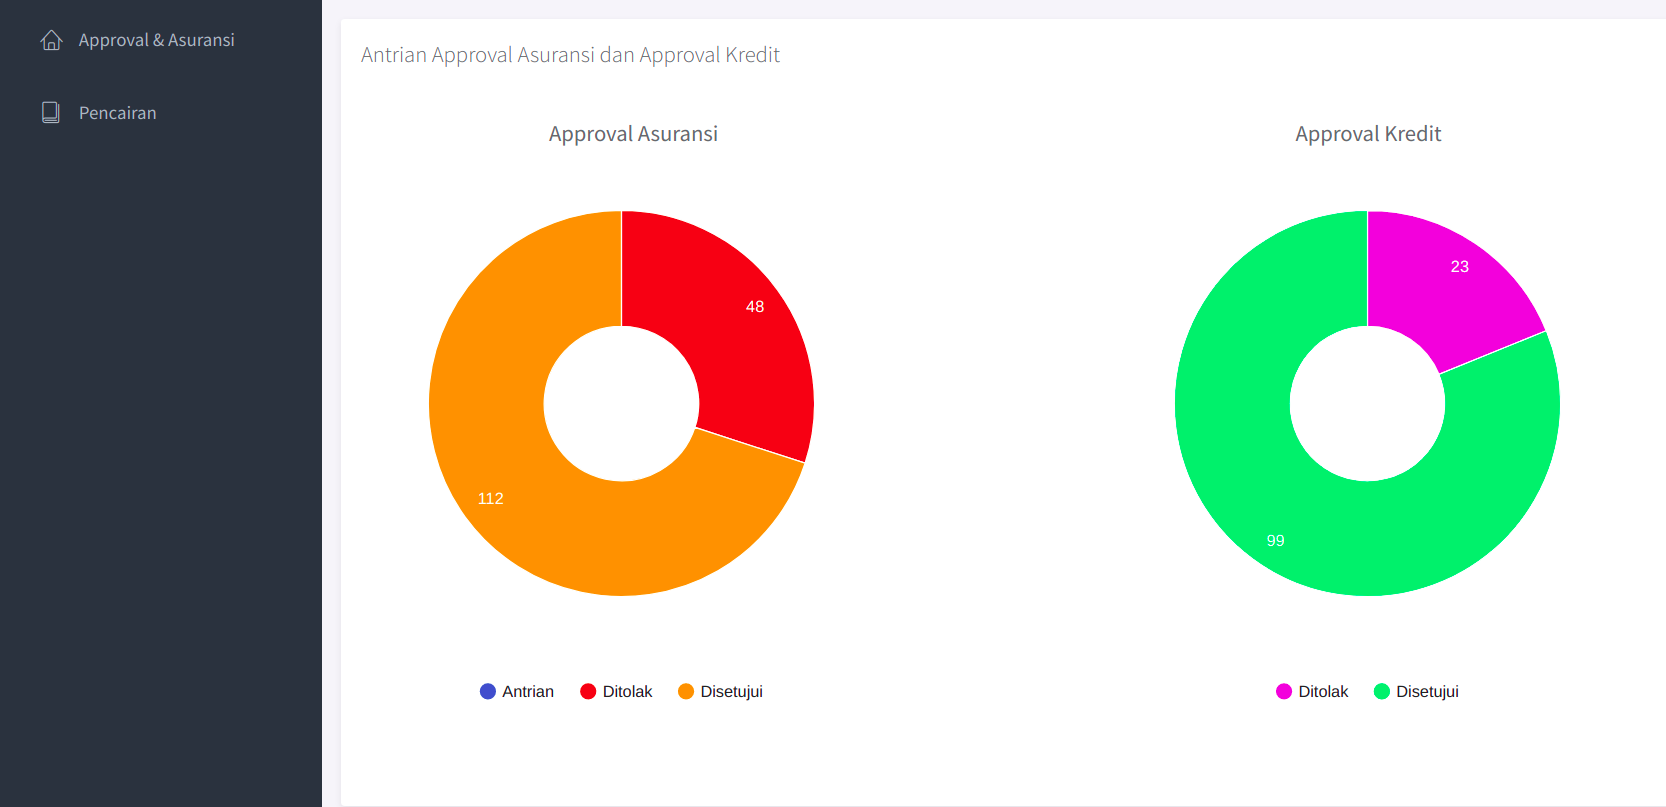 Approval & Asuransi
Pencairan
Antrian Approval Asuransi dan Approval Kredit
Approval Asuransi
48
112
Antrian Ditolak Disetujui
Approval Kredit
23
99
Ditolak Disetujui